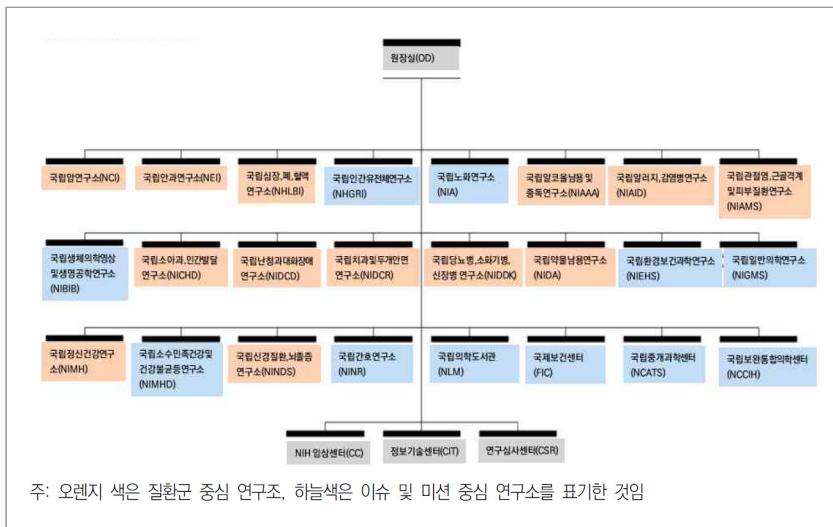 원장실(OD)
국립암연구소(NCI)
국립안과연구소(NEI)
국립심장,폐,혈액
연구소(NHLBI)
국립인간유전체연구소
(NHGRI)
국립노화연구소
(NIA)
국립알코올남용및
중독연구소(NIAAA)
국립알러지,감염병연구소
(NIAID)
국립관절염,근골격계
및피부질환연구소
(NIAMS)
국립생체의학영상
및생명공학연구소
(NIBIB)
국립소아과,인간발달
연구소(NICHD)
국립난청과대화장애
연구소(NIDCD)
국립치과및두개안면
연구소(NIDCR)
국립당뇨병,소화기병,
신장병 연구소(NIDDK)
국립약물남용연구소
(NIDA)
국립환경보건과학연구소
(NIEHS)
국립일반의학연구소
(NIGMS)
국립정신건강연구
소(NIMH)
국립소수민족건강및
건강불균등연구소
(NIMHD)
국립신경질환,뇌졸증
연구소(NINDS)
국립간호연구소
(NINR)
국립의학도서관
(NLM)
국제보건센터
(FIC)
국립중개과학센터
(NCATS)
국립보완통합의학센터
(NCCIH)
NIH 임상센터(CC)
정보기술센터(CIT)
연구심사센터(CSR)
주: 오렌지 색은 질환군 중심 연구조, 하늘색은 이슈 및 미션 중심 연구소를 표기한 것임